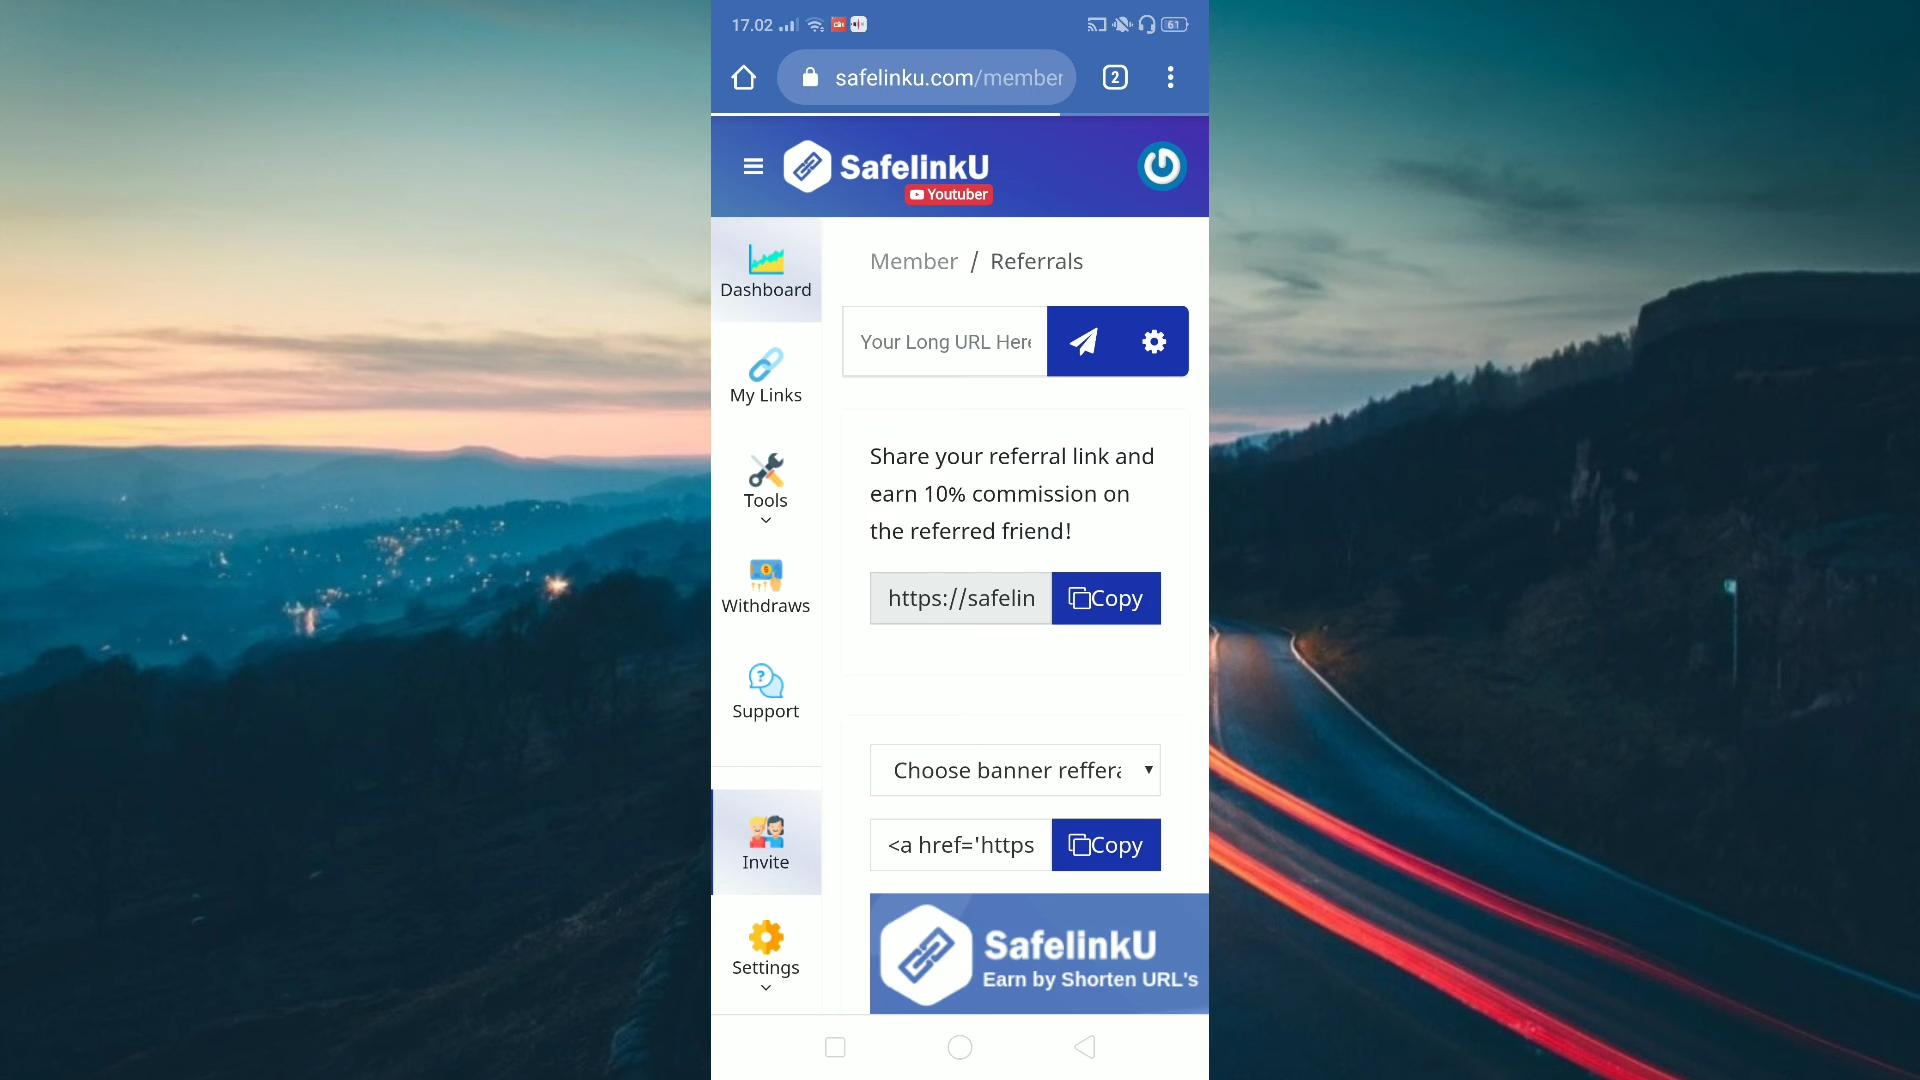 17.02
61
safelinku.com/member
2
SafelinkU
Youtuber
Dashboard
My Links
Tools
Withdraws
Support
Invite
Settings
Member / Referrals
Your Long URL Here
Share your referral link and
earn 10% commission on
the referred friend!
https://safelin
Copy
Choose banner reffera
<a href='https
Copy
SafelinkU
Earn by Shorten URL's